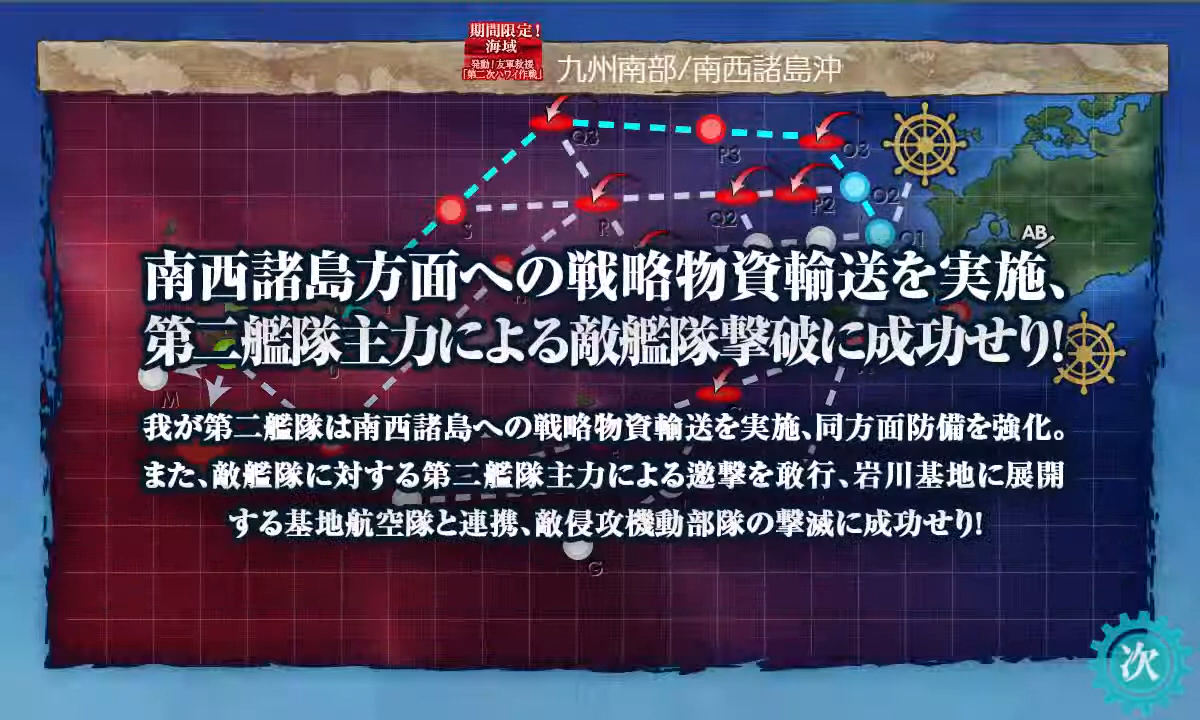 期間限定!
海域
発動!友軍救援
「第二次ハワイ作戦」
九州南部/南西諸島沖
Q3
P3
O3
P2
O2
Q2
R
S
O1
AB
南西諸島方面への戦略物資輸送を実施、
第二艦隊主力による敵艦隊撃破に成功せり!
M
我が第二艦隊は南西諸島への戦略物資輸送を実施、同方面防備を強化。
また、敵艦隊に対する第二艦隊主力による邀撃を敢行、岩川基地に展開
する基地航空隊と連携、敵侵攻機動部隊の撃滅に成功せり!
G
次